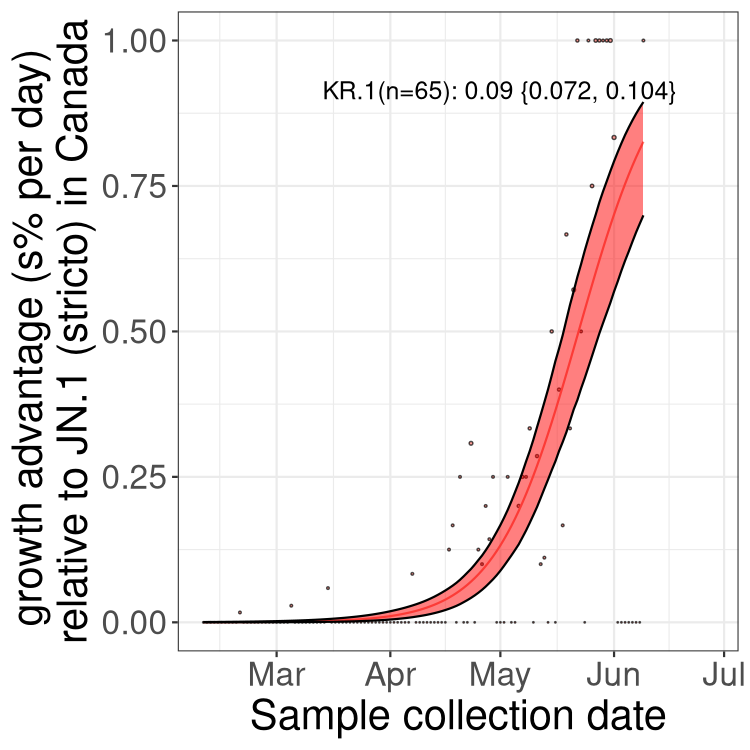 growth advantage (s% per day)
relative to JN.1 (stricto) in Canada
1.00
0.75
0.50
0.25
0.00
KR.1(n=65): 0.09 {0.072, 0.104}
Mar Apr May Jun Jul
Sample collection date